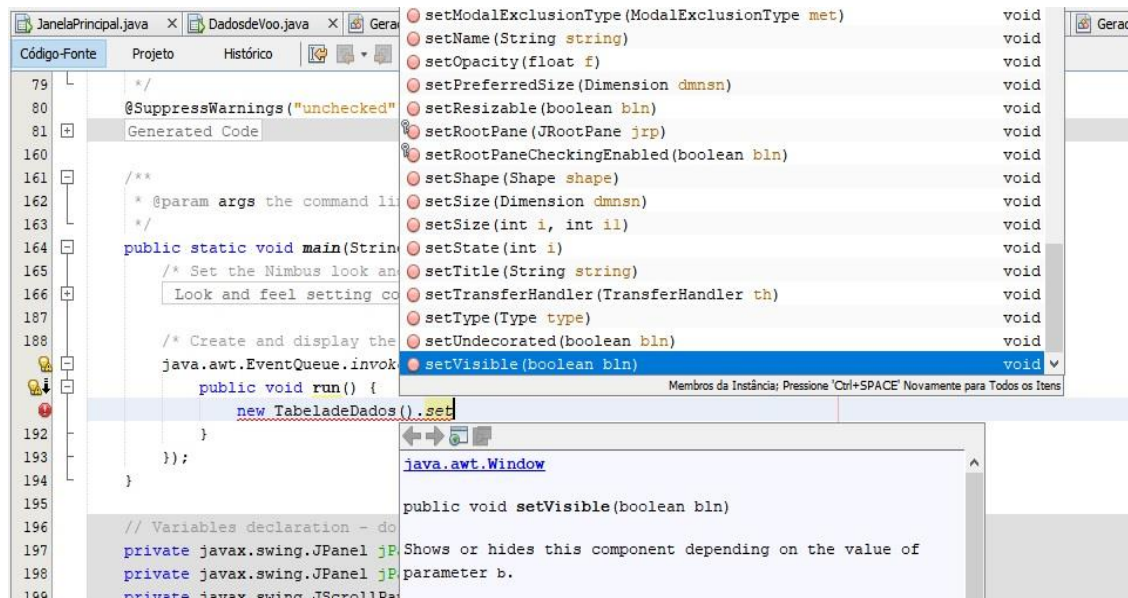 JanelaPrincipal.java × DadosdeVoo.java × Gerad
Código-Fonte Projeto Histórico
setModalExclusionType(ModalExclusionType met) void
setName(String string) void
setOpacity(float f) void
setPreferredSize(Dimension dmnsn) void
setResizable(boolean bln) void
setRootPane(JRootPane jrp) void
setRootPaneCheckingEnabled(boolean bln) void
setShape(Shape shape) void
setSize(Dimension dmnsn) void
setSize(int i, int i1) void
setState(int i) void
setTitle(String string) void
setTransferHandler(TransferHandler th) void
setType(Type type) void
setUndecorated(boolean bln) void
setVisible(boolean bln) void
Membros da Instância; Pressione 'Ctrl+SPACE' Novamente para Todos os Itens
79 */
80 @SuppressWarnings("unchecked"
81 Generated Code
160
161 /**
162 * @param args the command li
163 */
164 public static void main(Strin
165 /* Set the Nimbus look an
166 Look and feel setting co
187
188 /* Create and display the
java.awt.EventQueue.invok
public void run() {
new TabeladeDados().set
192 }
193 });
194 }
195
196 // Variables declaration - do
197 private javax.swing.JPanel jP
198 private javax.swing.JPanel jP
199 private javax.swing.JScrollPa
java.awt.Window
public void setVisible(boolean bln)
Shows or hides this component depending on the value of
parameter b.